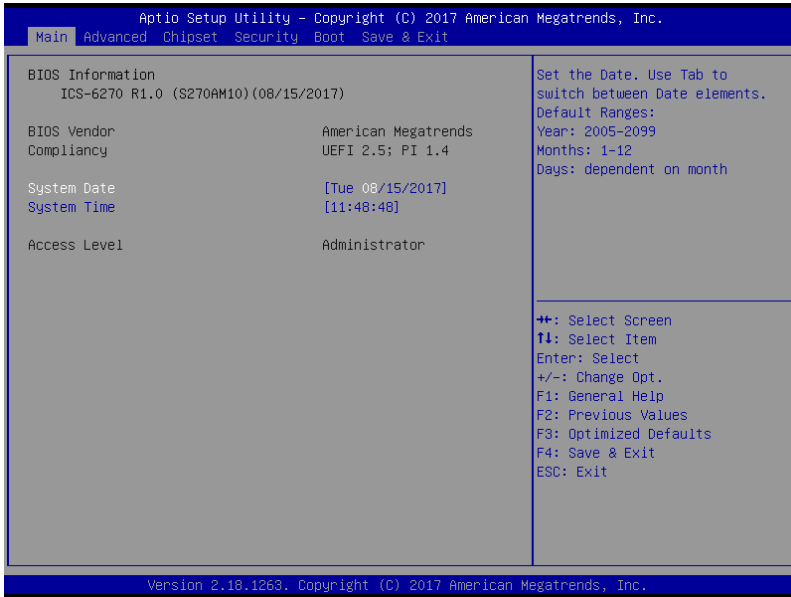 Aptio Setup Utility – Copyright (C) 2017 American Megatrends, Inc.
Main Advanced Chipset Security Boot Save & Exit
BIOS Information
ICS-6270 R1.0 (S270AM10)(08/15/2017)
BIOS Vendor American Megatrends
Compliancy UEFI 2.5; PI 1.4
System Date [Tue 08/15/2017]
System Time [11:48:48]
Access Level Administrator
Set the Date. Use Tab to
switch between Date elements.
Default Ranges:
Year: 2005-2099
Months: 1-12
Days: dependent on month
→←: Select Screen
↑↓: Select Item
Enter: Select
+/-: Change Opt.
F1: General Help
F2: Previous Values
F3: Optimized Defaults
F4: Save & Exit
ESC: Exit
Version 2.18.1263. Copyright (C) 2017 American Megatrends, Inc.